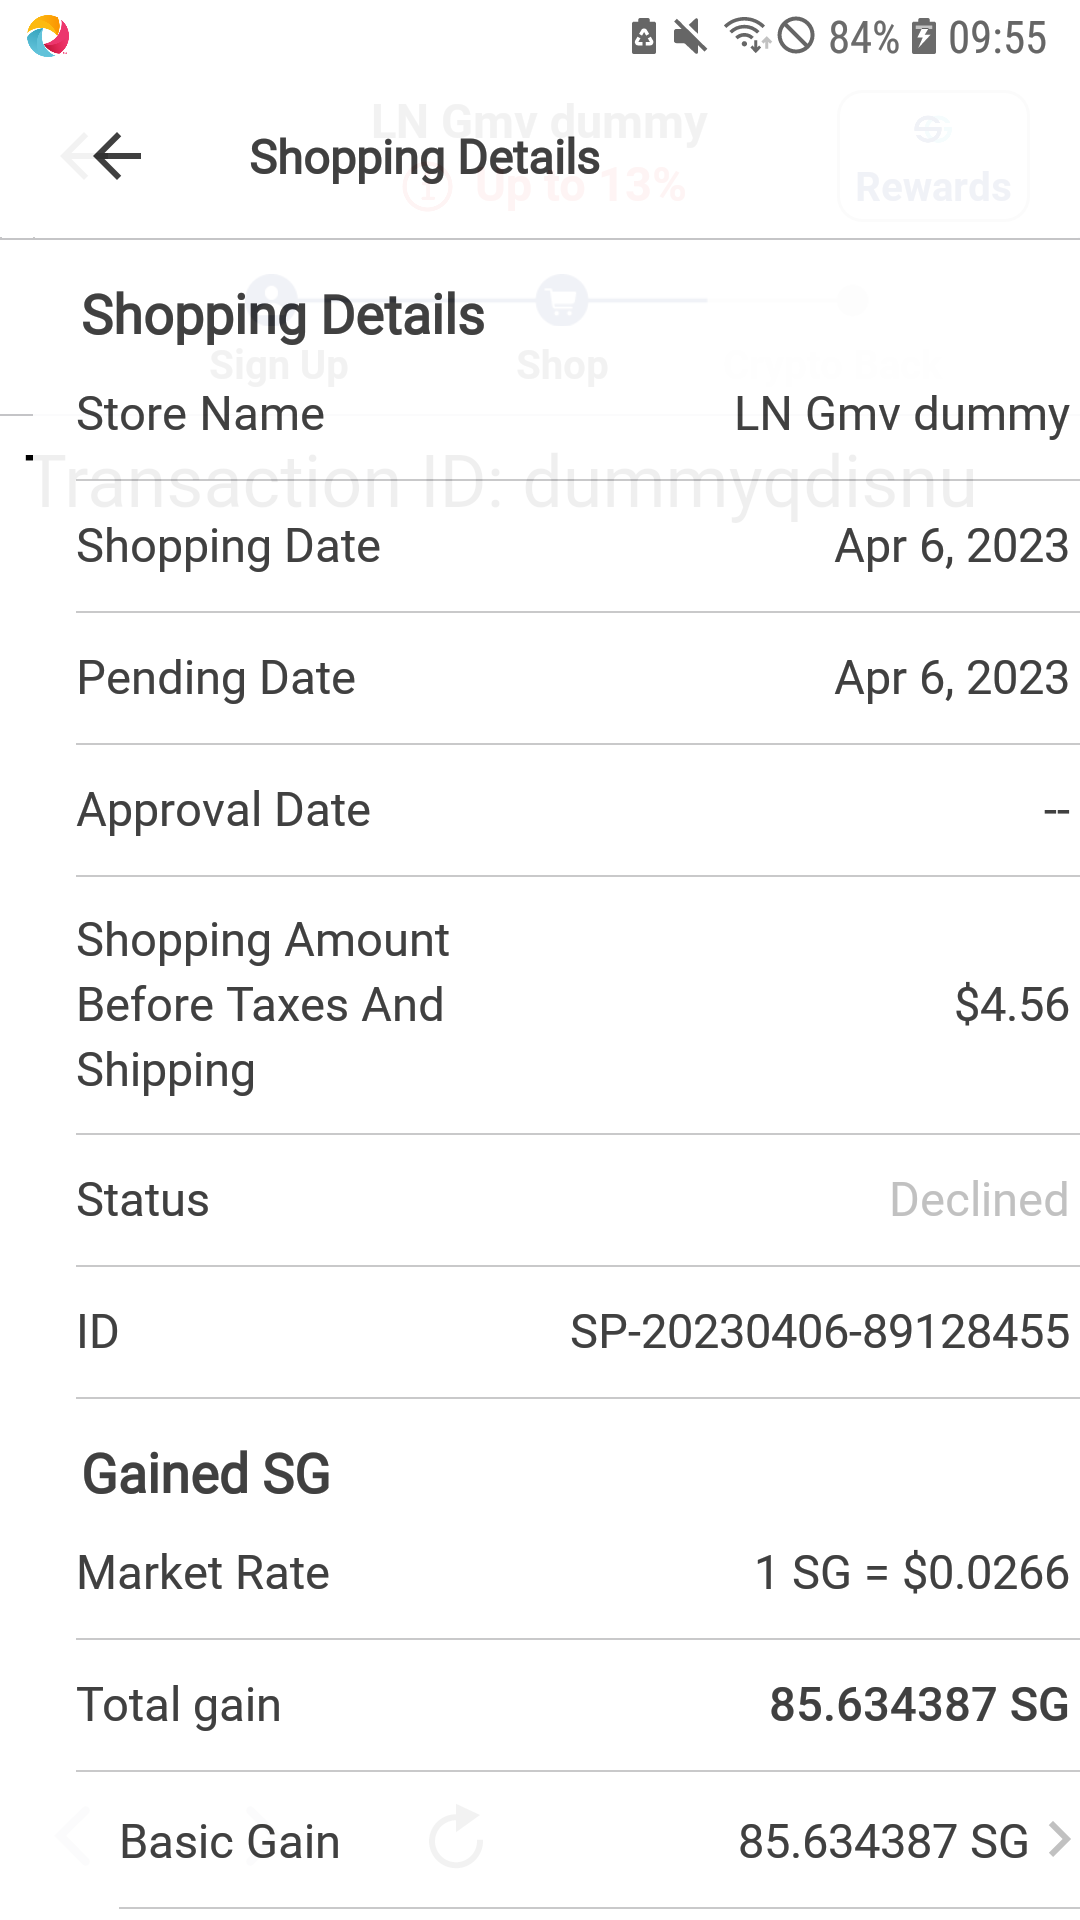 84% 09:55
LN Gmv dummy
Shopping Details
Up to 13%
Rewards
Shopping Details
Sign Up Shop
Store Name LN Gmv dummy
Transaction ID: dummyqdisnu
Shopping Date Apr 6, 2023
Pending Date Apr 6, 2023
Approval Date --
Shopping Amount
Before Taxes And $4.56
Shipping
Status Declined
ID SP-20230406-89128455
Gained SG
Market Rate 1 SG = $0.0266
Total gain 85.634387 SG
Basic Gain 85.634387 SG